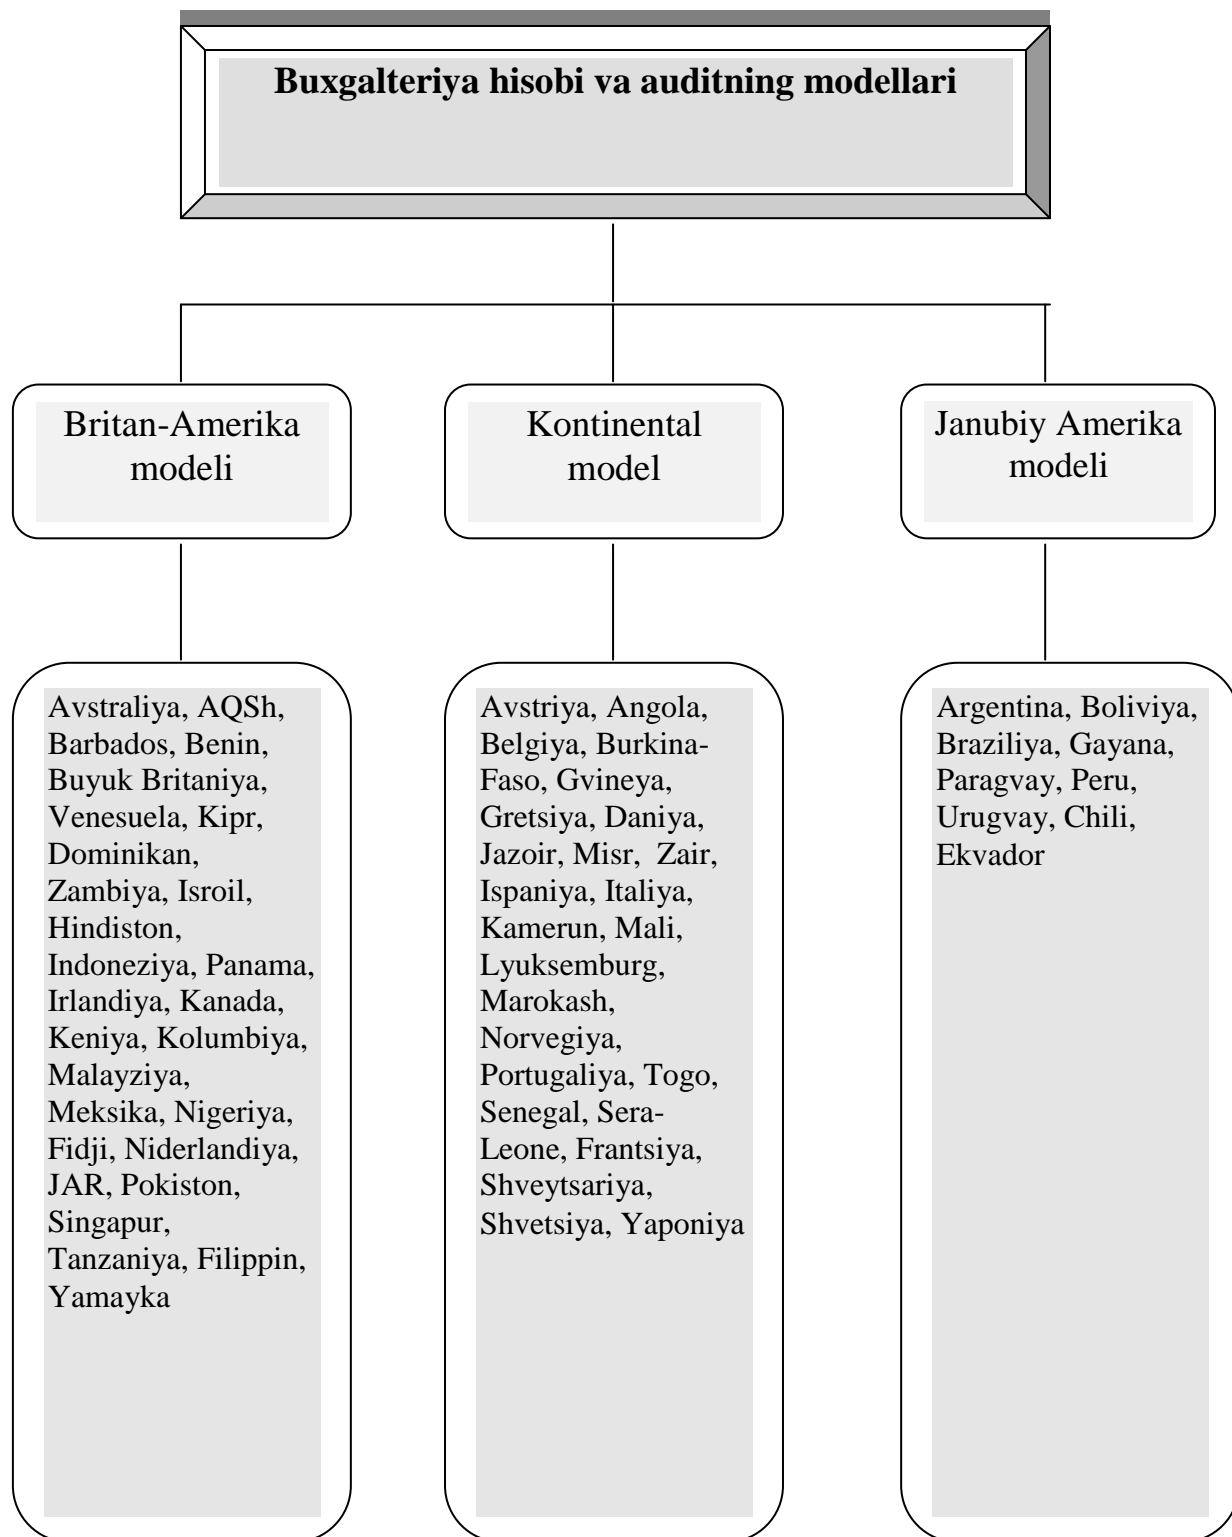 Buxgalteriya hisobi va auditning modellari
Britan-Amerika
modeli
Kontinental
model
Janubiy Amerika
modeli
Avstraliya, AQSh,
Barbados, Benin,
Buyuk Britaniya,
Venesuela, Kipr,
Dominikan,
Zambiya, Isroil,
Hindiston,
Indoneziya, Panama,
Irlandiya, Kanada,
Keniya, Kolumbiya,
Malayziya,
Meksika, Nigeriya,
Fidji, Niderlandiya,
JAR, Pokiston,
Singapur,
Tanzaniya, Filippin,
Yamayka
Avstriya, Angola,
Belgiya, Burkina-
Faso, Gvineya,
Gretsiya, Daniya,
Jazoir, Misr,  Zair,
Ispaniya, Italiya,
Kamerun, Mali,
Lyuksemburg,
Marokash,
Norvegiya,
Portugaliya, Togo,
Senegal, Sera-
Leone, Frantsiya,
Shveytsariya,
Shvetsiya, Yaponiya
Argentina, Boliviya,
Braziliya, Gayana,
Paragvay, Peru,
Urugvay, Chili,
Ekvador